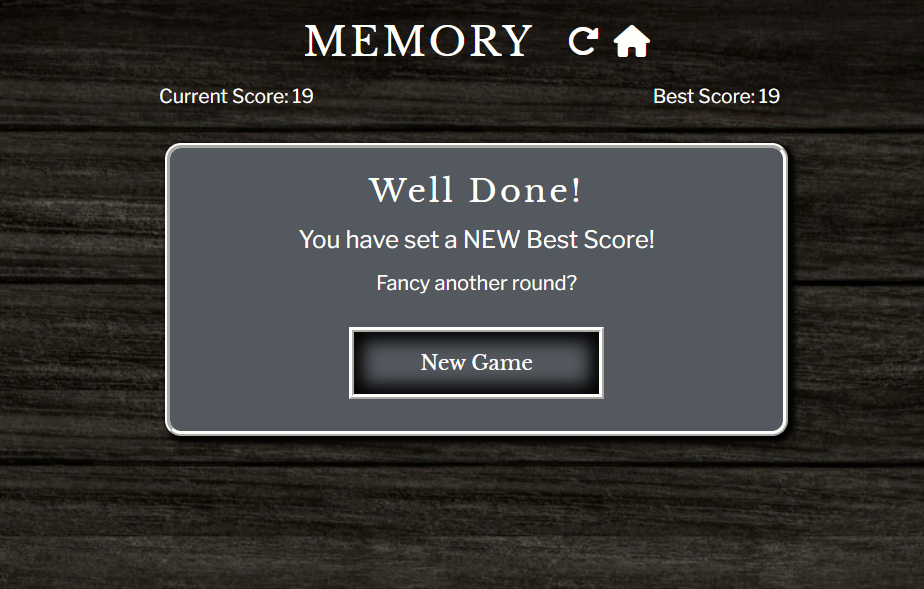 MEMORY
Current Score: 19 Best Score: 19
Well Done!
You have set a NEW Best Score!
Fancy another round?
New Game